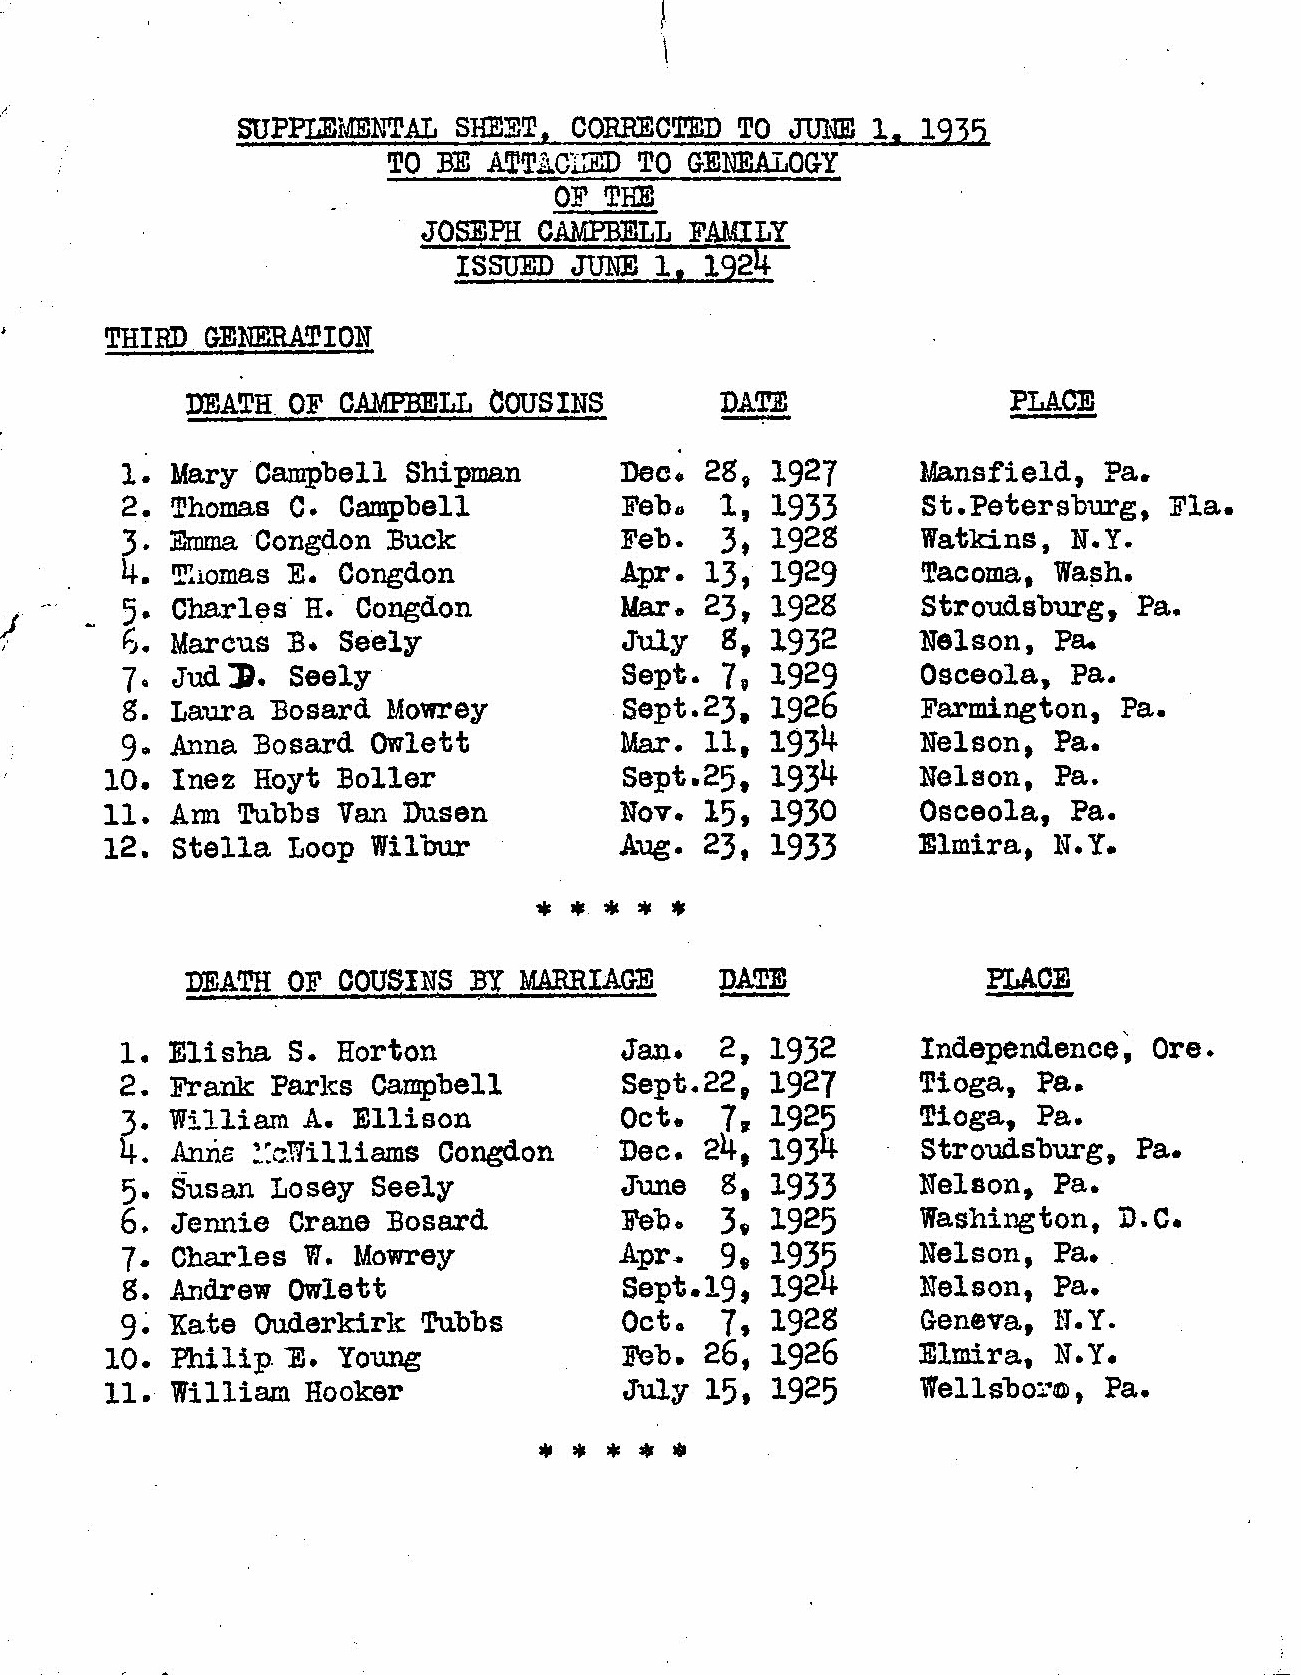 SUPPLEMENTAL SHEET, CORRECTED TO JUNE 1, 1935
TO BE ATTACHED TO GENEALOGY
OF THE
JOSEPH CAMPBELL FAMILY
ISSUED JUNE 1, 1924
THIRD GENERATION
DEATH OF CAMPBELL COUSINS DATE PLACE
1. Mary Campbell Shipman Dec. 28, 1927 Mansfield, Pa.
2. Thomas C. Campbell Feb. 1, 1933 St.Petersburg, Fla.
3. Emma Congdon Buck Feb. 3, 1928 Watkins, N.Y.
4. Thomas E. Congdon Apr. 13, 1929 Tacoma, Wash.
5. Charles H. Congdon Mar. 23, 1928 Stroudsburg, Pa.
6. Marcus B. Seely July 8, 1932 Nelson, Pa.
7. Jud D. Seely Sept. 7, 1929 Osceola, Pa.
8. Laura Bosard Mowrey Sept.23, 1926 Farmington, Pa.
9. Anna Bosard Owlett Mar. 11, 1934 Nelson, Pa.
10. Inez Hoyt Boller Sept.25, 1934 Nelson, Pa.
11. Ann Tubbs Van Dusen Nov. 15, 1930 Osceola, Pa.
12. Stella Loop Wilbur Aug. 23, 1933 Elmira, N.Y.
* * * * *
DEATH OF COUSINS BY MARRIAGE DATE PLACE
1. Elisha S. Horton Jan. 2, 1932 Independence, Ore.
2. Frank Parks Campbell Sept.22, 1927 Tioga, Pa.
3. William A. Ellison Oct. 7, 1925 Tioga, Pa.
4. Anna McWilliams Congdon Dec. 24, 1934 Stroudsburg, Pa.
5. Susan Losey Seely June 8, 1933 Nelson, Pa.
6. Jennie Crane Bosard Feb. 3, 1925 Washington, D.C.
7. Charles W. Mowrey Apr. 9, 1935 Nelson, Pa.
8. Andrew Owlett Sept.19, 1924 Nelson, Pa.
9. Kate Ouderkirk Tubbs Oct. 7, 1928 Geneva, N.Y.
10. Philip E. Young Feb. 26, 1926 Elmira, N.Y.
11. William Hooker July 15, 1925 Wellsboro, Pa.
* * * * *